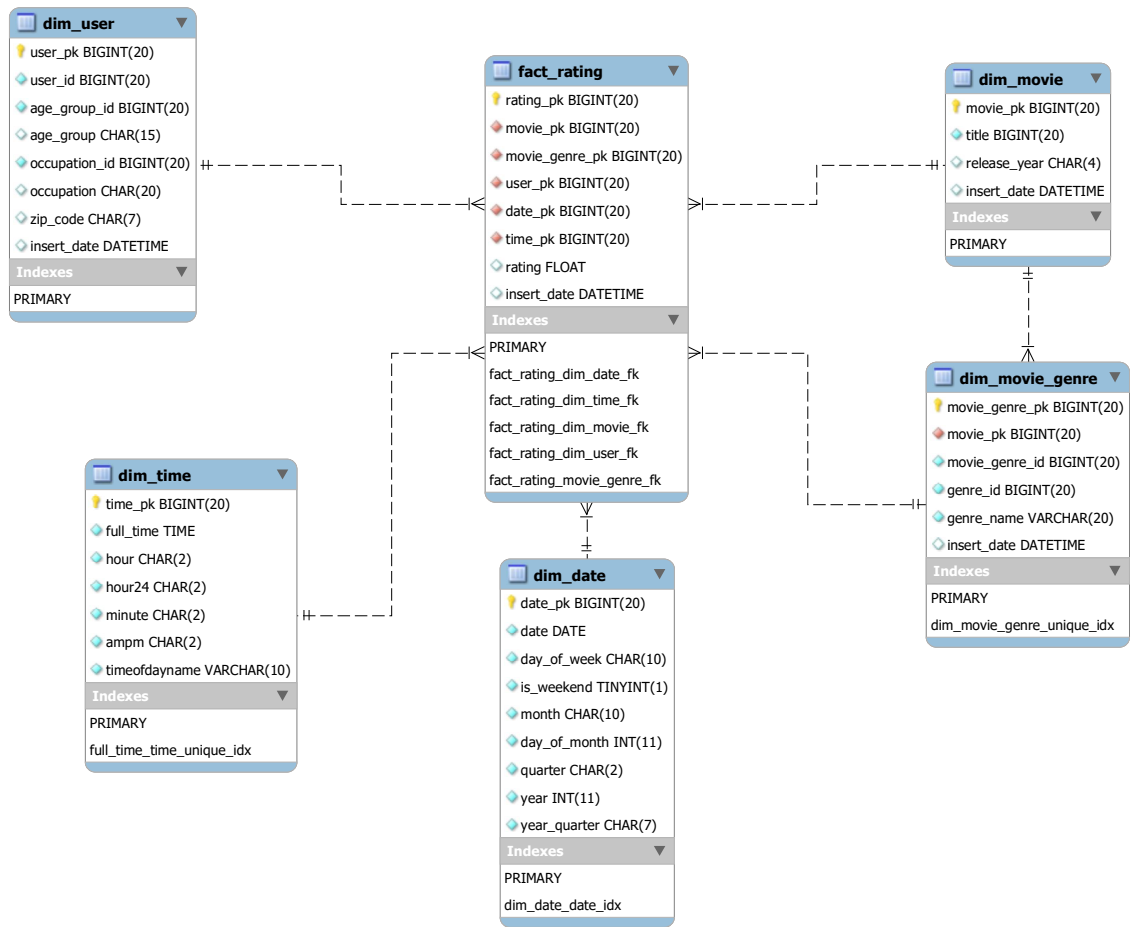 dim_user
user_pk BIGINT(20)
user_id BIGINT(20)
age_group_id BIGINT(20)
age_group CHAR(15)
occupation_id BIGINT(20)
occupation CHAR(20)
zip_code CHAR(7)
insert_date DATETIME
Indexes
PRIMARY
fact_rating
rating_pk BIGINT(20)
movie_pk BIGINT(20)
movie_genre_pk BIGINT(20)
user_pk BIGINT(20)
date_pk BIGINT(20)
time_pk BIGINT(20)
rating FLOAT
insert_date DATETIME
Indexes
PRIMARY
fact_rating_dim_date_fk
fact_rating_dim_time_fk
fact_rating_dim_movie_fk
fact_rating_dim_user_fk
fact_rating_movie_genre_fk
dim_movie
movie_pk BIGINT(20)
title BIGINT(20)
release_year CHAR(4)
insert_date DATETIME
Indexes
PRIMARY
dim_movie_genre
movie_genre_pk BIGINT(20)
movie_pk BIGINT(20)
movie_genre_id BIGINT(20)
genre_id BIGINT(20)
genre_name VARCHAR(20)
insert_date DATETIME
Indexes
PRIMARY
dim_movie_genre_unique_idx
dim_time
time_pk BIGINT(20)
full_time TIME
hour CHAR(2)
hour24 CHAR(2)
minute CHAR(2)
ampm CHAR(2)
timeofdayname VARCHAR(10)
Indexes
PRIMARY
full_time_time_unique_idx
dim_date
date_pk BIGINT(20)
date DATE
day_of_week CHAR(10)
is_weekend TINYINT(1)
month CHAR(10)
day_of_month INT(11)
quarter CHAR(2)
year INT(11)
year_quarter CHAR(7)
Indexes
PRIMARY
dim_date_date_idx